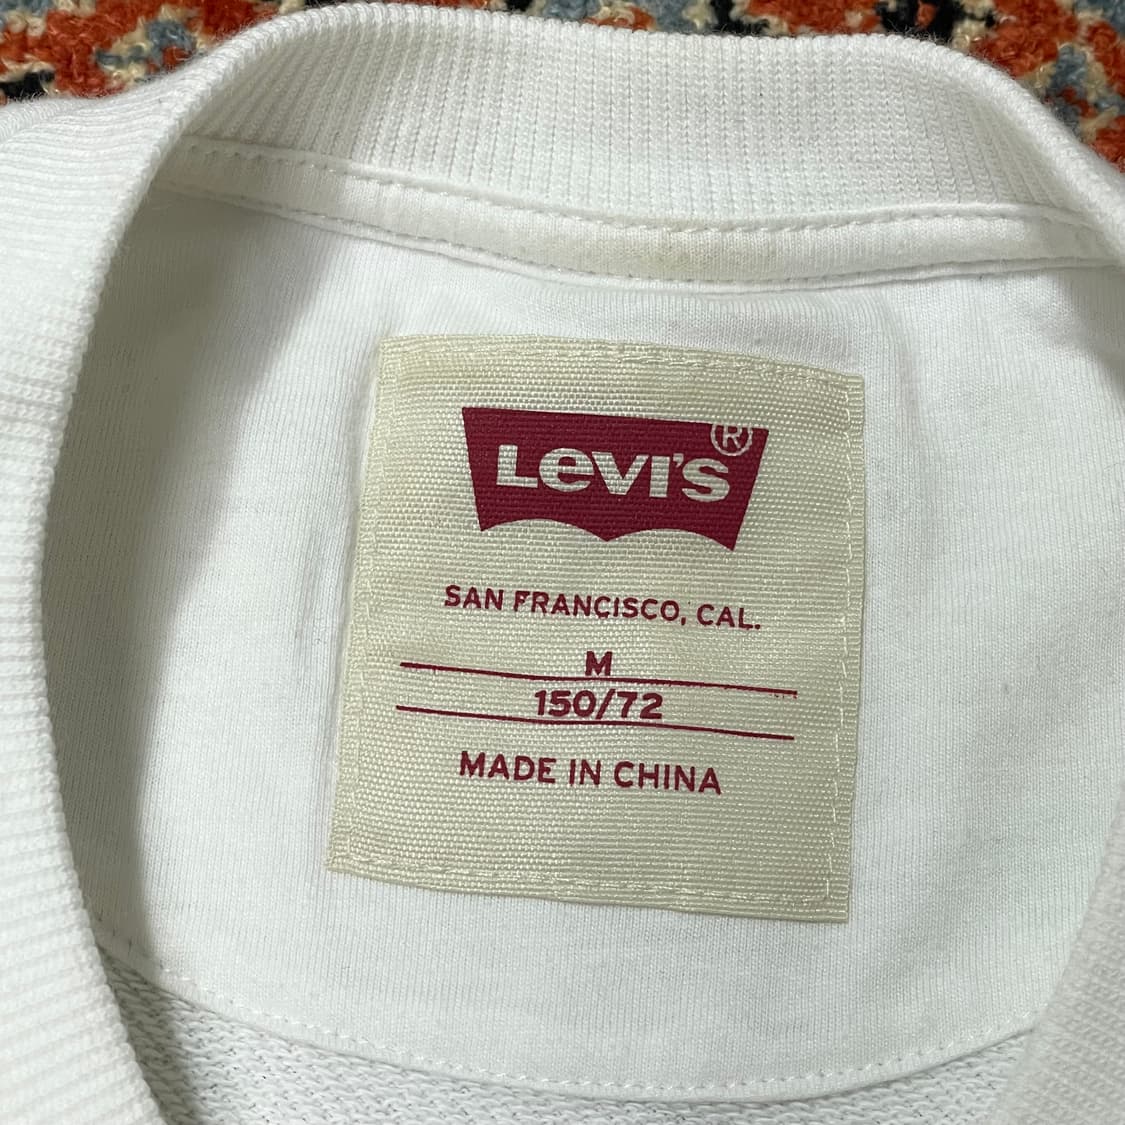 Levi's ®
SAN FRANCISCO, CAL.
M
150/72
MADE IN CHINA